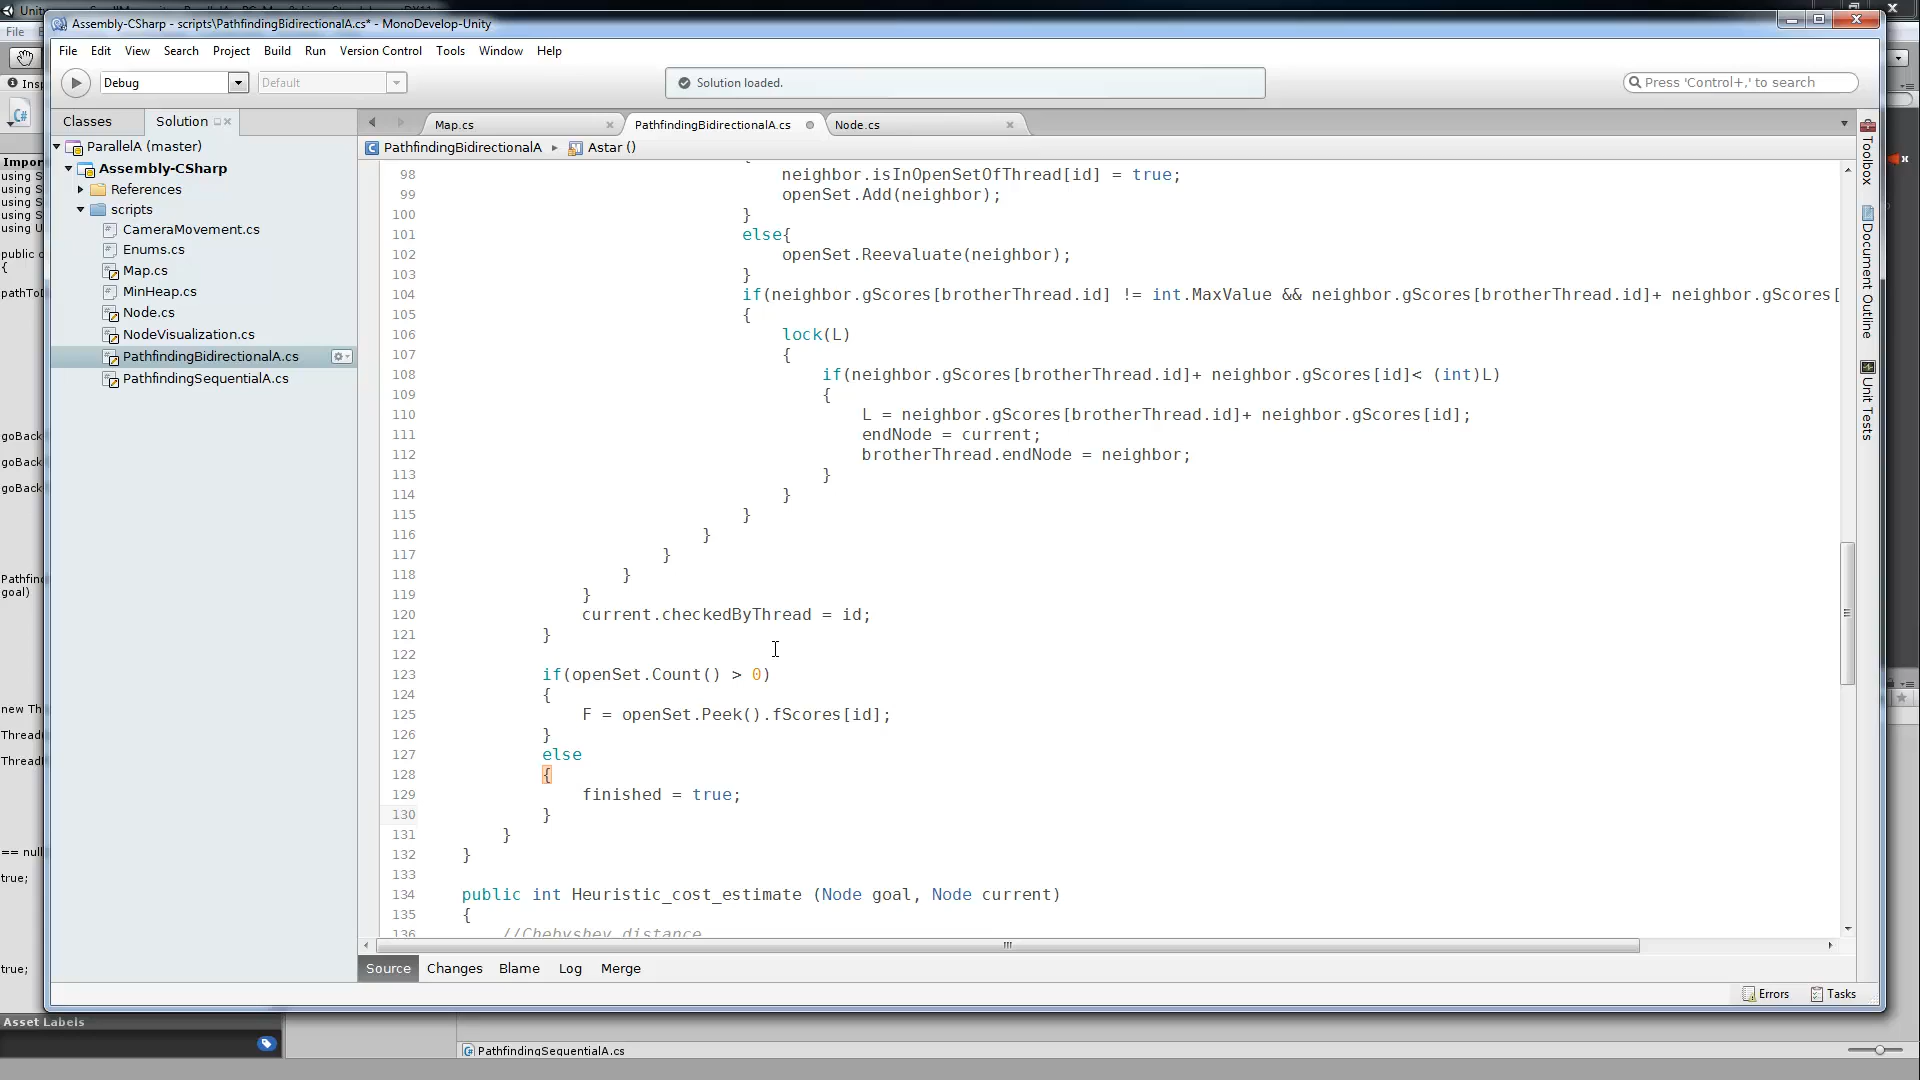 Assembly-CSharp - scripts\PathfindingBidirectionalA.cs* - MonoDevelop-Unity
File Edit View Search Project Build Run Version Control Tools Window Help
Debug
Default
Solution loaded.
Press 'Control+,' to search
Classes
Solution
Map.cs
PathfindingBidirectionalA.cs
Node.cs
PathfindingBidirectionalA
Astar ()
ParallelA (master)
Assembly-CSharp
References
scripts
CameraMovement.cs
Enums.cs
Map.cs
MinHeap.cs
Node.cs
NodeVisualization.cs
PathfindingBidirectionalA.cs
PathfindingSequentialA.cs
98 neighbor.isInOpenSetOfThread[id] = true;
99 openSet.Add(neighbor);
100 }
101 else{
102 openSet.Reevaluate(neighbor);
103 }
104 if(neighbor.gScores[brotherThread.id] != int.MaxValue && neighbor.gScores[brotherThread.id]+ neighbor.gScores[
105 {
106 lock(L)
107 {
108 if(neighbor.gScores[brotherThread.id]+ neighbor.gScores[id]< (int)L)
109 {
110 L = neighbor.gScores[brotherThread.id]+ neighbor.gScores[id];
111 endNode = current;
112 brotherThread.endNode = neighbor;
113 }
114 }
115 }
116 }
117 }
118 }
119 }
120 current.checkedByThread = id;
121 }
122
123 if(openSet.Count() > 0)
124 {
125 F = openSet.Peek().fScores[id];
126 }
127 else
128 {
129 finished = true;
130 }
131 }
132 }
133
134 public int Heuristic_cost_estimate (Node goal, Node current)
135 {
136 //Chebyshev distance
Source Changes Blame Log Merge
Errors
Tasks
Toolbox
Document Outline
Unit Tests
File
Insp
Impor
using S
using S
using S
using S
using U
public c
{
pathToD
goBack
goBack
goBack
Pathfin
goal)
new Th
Thread
Thread
== null
true;
true;
Asset Labels
PathfindingSequentialA.cs